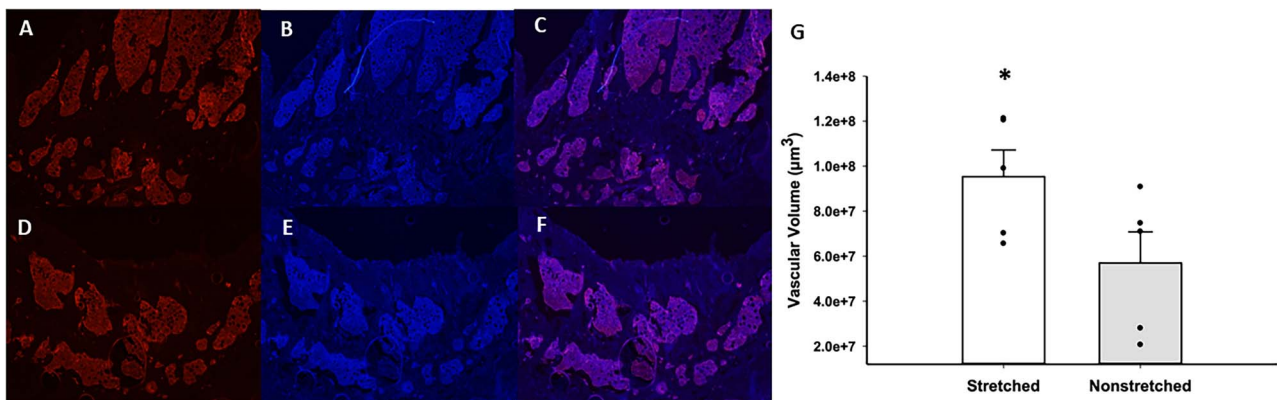 A
B
C
D
E
F
G
*
Vascular Volume (µm³)
1.4e+8
1.2e+8
1.0e+8
8.0e+7
6.0e+7
4.0e+7
2.0e+7
Stretched
Nonstretched